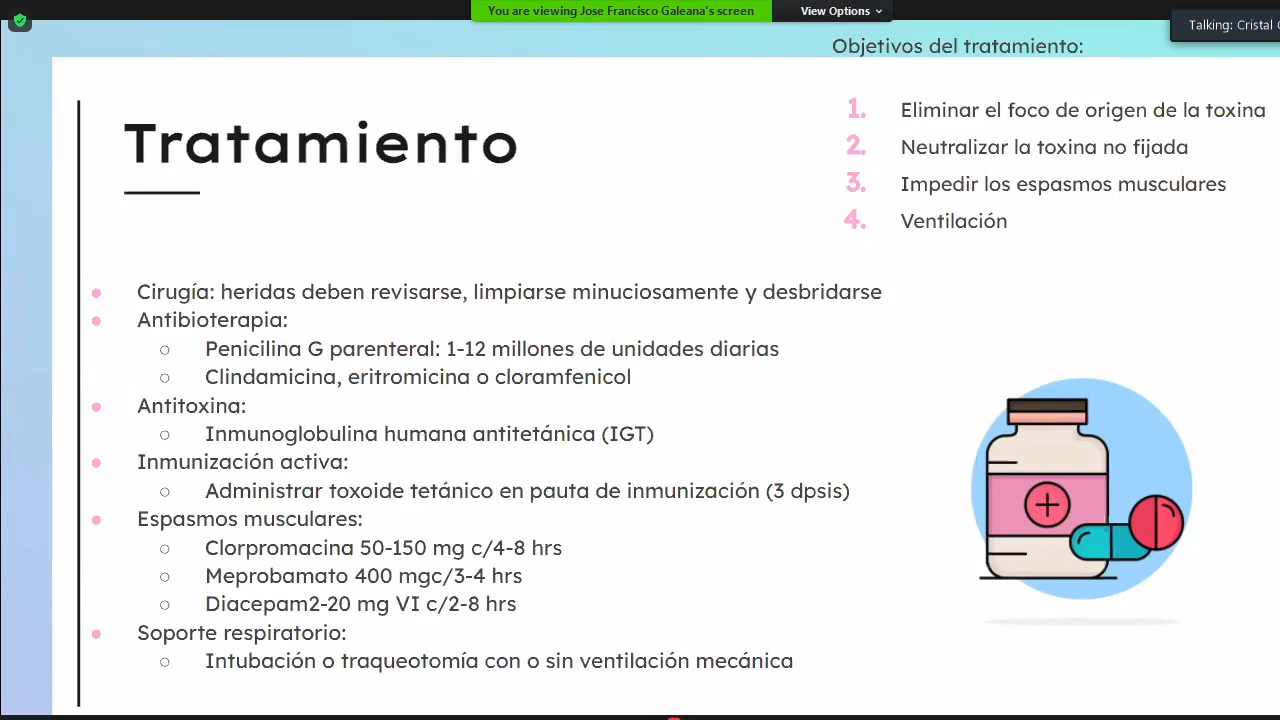 You are viewing Jose Francisco Galeana's screen
View Options
Talking: Cristal
Objetivos del tratamiento:
Tratamiento
1. Eliminar el foco de origen de la toxina
2. Neutralizar la toxina no fijada
3. Impedir los espasmos musculares
4. Ventilación
● Cirugía: heridas deben revisarse, limpiarse minuciosamente y desbridarse
● Antibioterapia:
○ Penicilina G parenteral: 1-12 millones de unidades diarias
○ Clindamicina, eritromicina o cloramfenicol
● Antitoxina:
○ Inmunoglobulina humana antitetánica (IGT)
● Inmunización activa:
○ Administrar toxoide tetánico en pauta de inmunización (3 dpsis)
● Espasmos musculares:
○ Clorpromacina 50-150 mg c/4-8 hrs
○ Meprobamato 400 mgc/3-4 hrs
○ Diacepam2-20 mg VI c/2-8 hrs
● Soporte respiratorio:
○ Intubación o traqueotomía con o sin ventilación mecánica